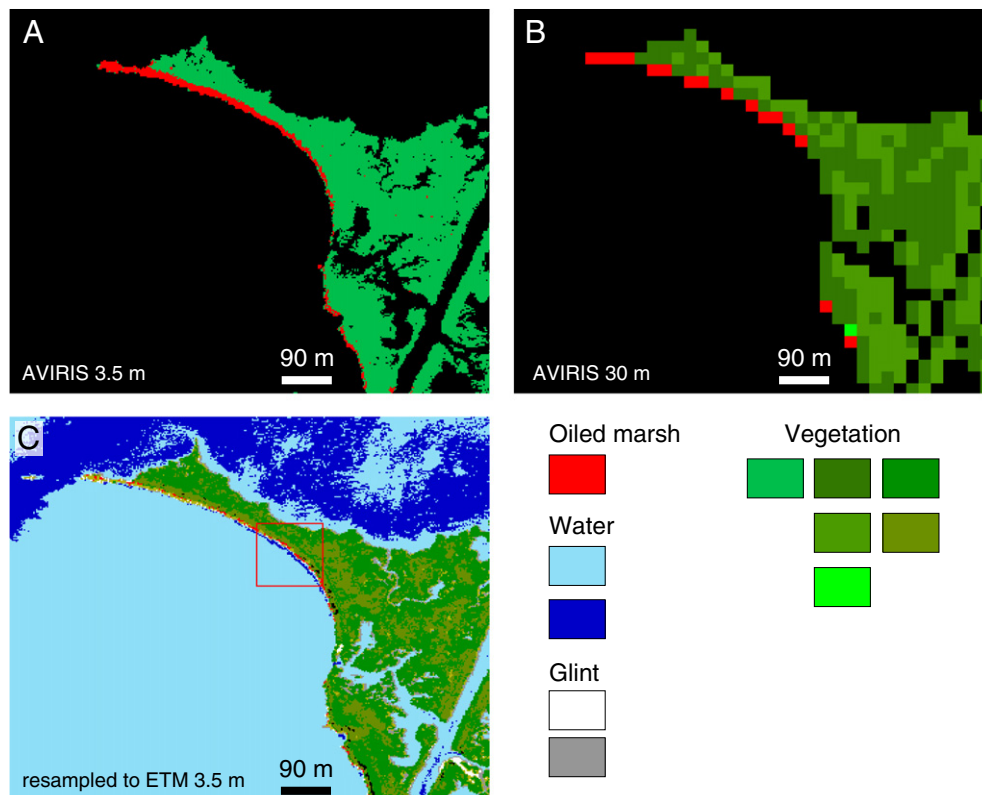 A
AVIRIS 3.5 m
90 m
B
AVIRIS 30 m
90 m
C
resampled to ETM 3.5 m
90 m
Oiled marsh
Vegetation
Water
Glint